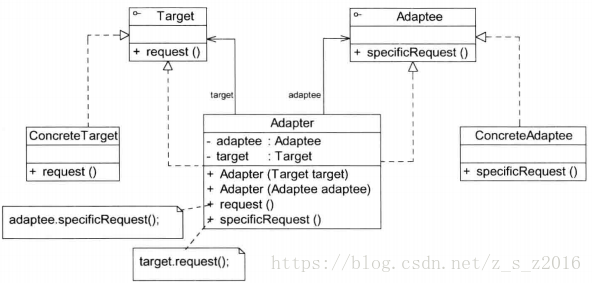 Target
+ request ()
Adaptee
+ specificRequest ()
target
adaptee
ConcreteTarget
+ request ()
Adapter
- adaptee : Adaptee
- target : Target
+ Adapter (Target target)
+ Adapter (Adaptee adaptee)
+ request ()
+ specificRequest ()
ConcreteAdaptee
+ specificRequest ()
adaptee.specificRequest();
target.request();
https://blog.csdn.net/z_s_z2016